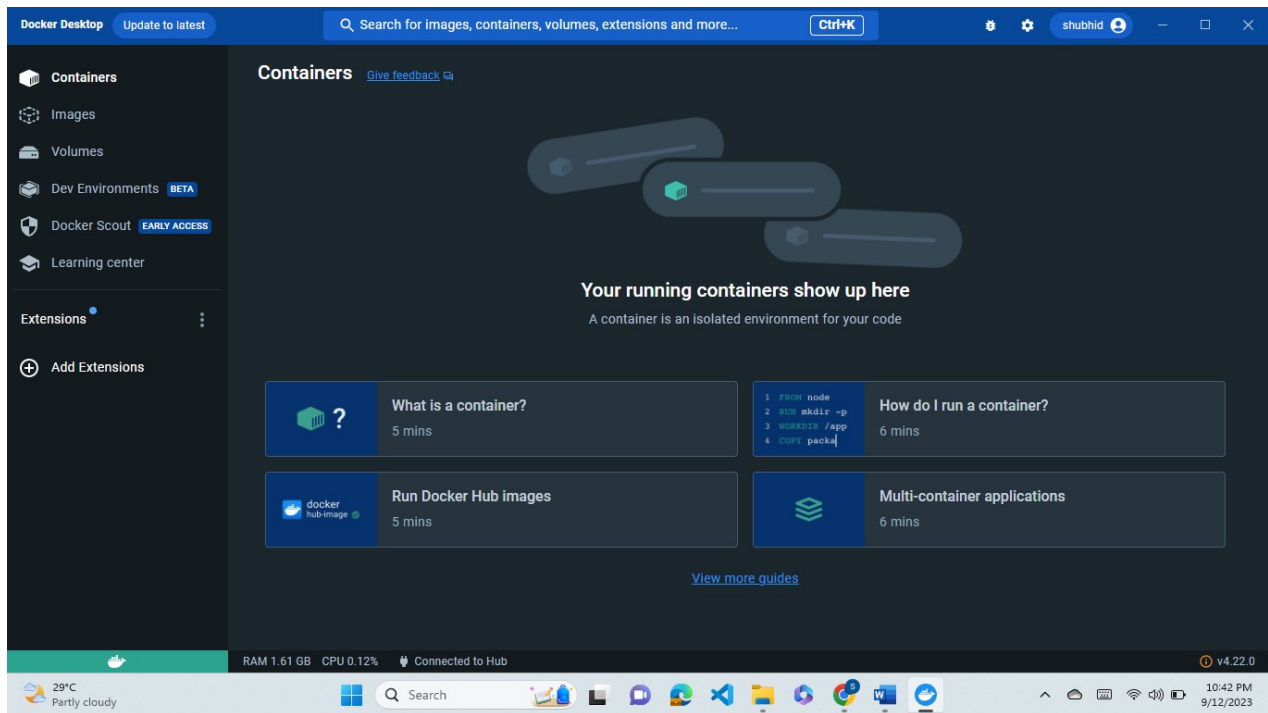 Docker Desktop Update to latest Search for images, containers, volumes, extensions and more... Ctrl+K shubhid
Containers
Images
Volumes
Dev Environments BETA
Docker Scout EARLY ACCESS
Learning center
Extensions
Add Extensions
Containers Give feedback
Your running containers show up here
A container is an isolated environment for your code
?
What is a container?
5 mins
1 FROM node
2 RUN mkdir -p
3 WORKDIR /app
4 COPY packa
How do I run a container?
6 mins
docker
hub-image
Run Docker Hub images
5 mins
Multi-container applications
6 mins
View more guides
RAM 1.61 GB CPU 0.12% Connected to Hub v4.22.0
29°C
Partly cloudy
Search
S
W
10:42 PM
9/12/2023